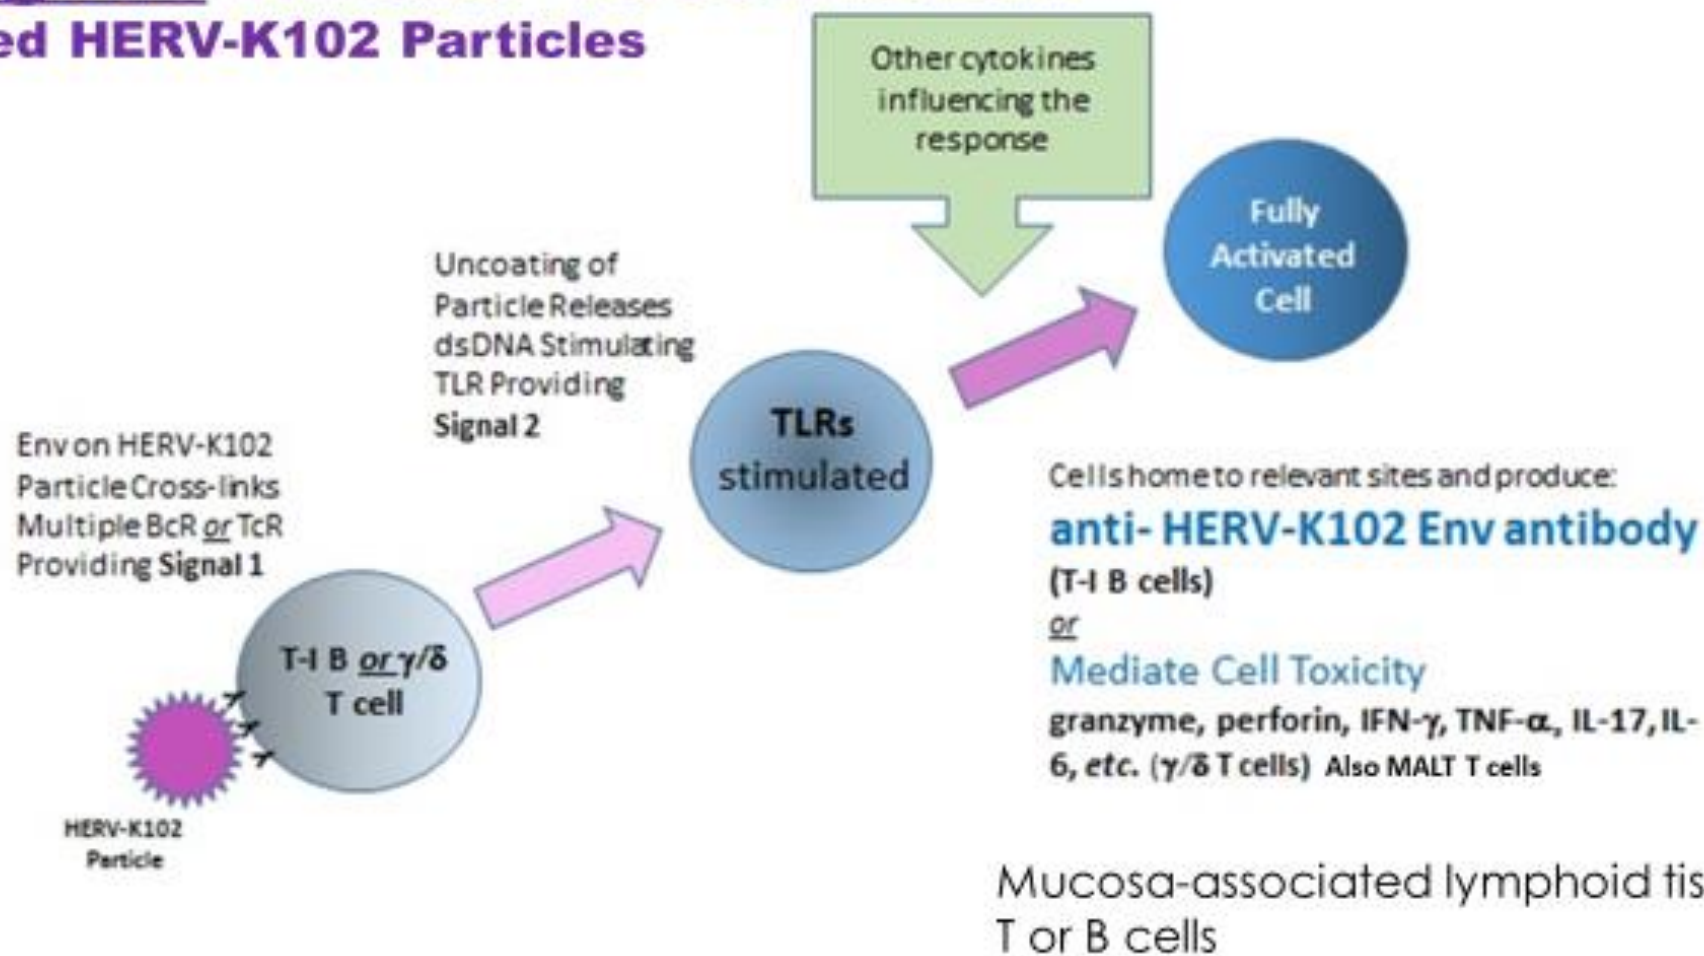 ed HERV-K102 Particles
Other cytokines
influencing the
response
Fully
Activated
Cell
Uncoating of
Particle Releases
dsDNA Stimulating
TLR Providing
Signal 2
TLRs
stimulated
Env on HERV-K102
Particle Cross-links
Multiple BcR or TcR
Providing Signal 1
T-I B or γ/δ
T cell
HERV-K102
Particle
Cells home to relevant sites and produce:
anti- HERV-K102 Env antibody
(T-I B cells)
or
Mediate Cell Toxicity
granzyme, perforin, IFN-γ, TNF-α, IL-17, IL-
6, etc. (γ/δ T cells) Also MALT T cells
Mucosa-associated lymphoid tis
T or B cells